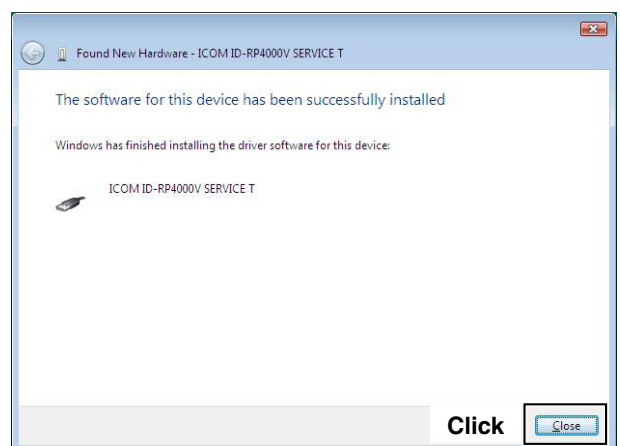 Found New Hardware - ICOM ID-RP4000V SERVICE T
The software for this device has been successfully installed
Windows has finished installing the driver software for this device:
ICOM ID-RP4000V SERVICE T
Click Close